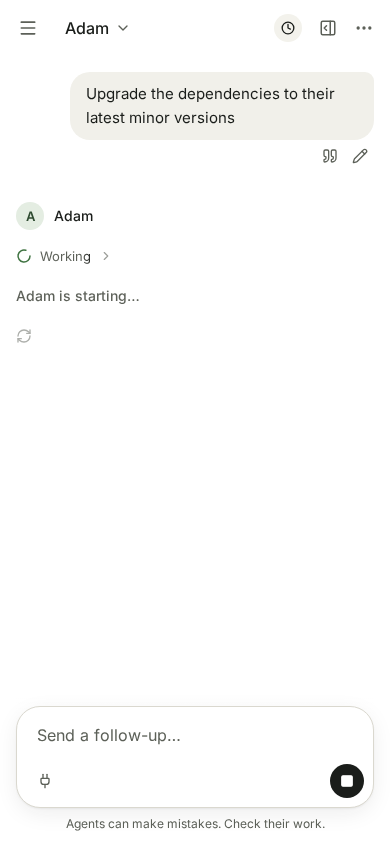 Adam
Upgrade the dependencies to their
latest minor versions
A Adam
Working
Adam is starting...
Send a follow-up...
Agents can make mistakes. Check their work.